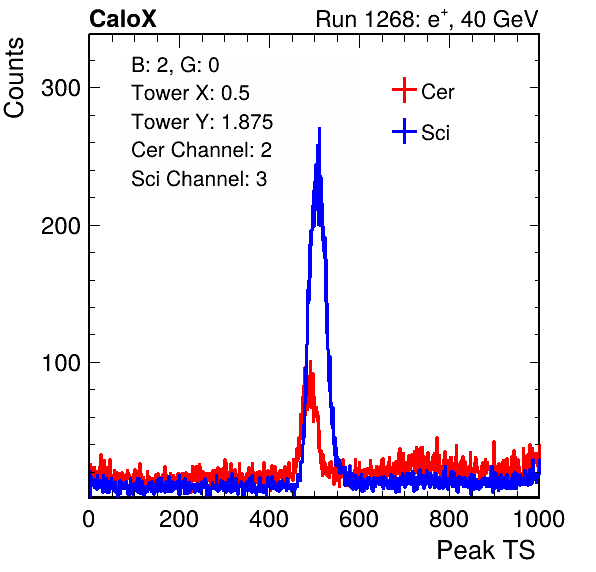 CaloX Run 1268: e⁺, 40 GeV
Counts
B: 2, G: 0
Tower X: 0.5
Tower Y: 1.875
Cer Channel: 2
Sci Channel: 3
Cer
Sci
300
200
100
0 200 400 600 800 1000
Peak TS